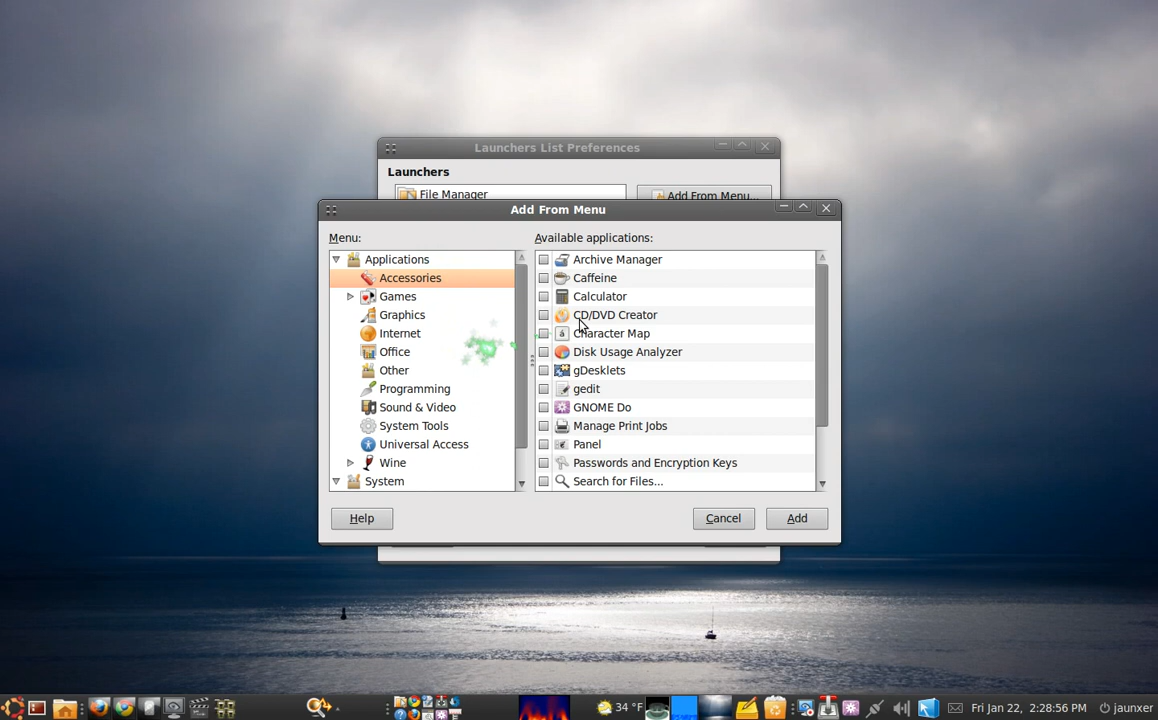 Launchers List Preferences
Launchers
File Manager
Add From Menu...
Add From Menu
Menu:
Available applications:
Applications
Accessories
Games
Graphics
Internet
Office
Other
Programming
Sound & Video
System Tools
Universal Access
Wine
System
Archive Manager
Caffeine
Calculator
CD/DVD Creator
Character Map
Disk Usage Analyzer
gDesklets
gedit
GNOME Do
Manage Print Jobs
Panel
Passwords and Encryption Keys
Search for Files...
Help
Cancel
Add
34 °F
Fri Jan 22, 2:28:56 PM
jaunxer